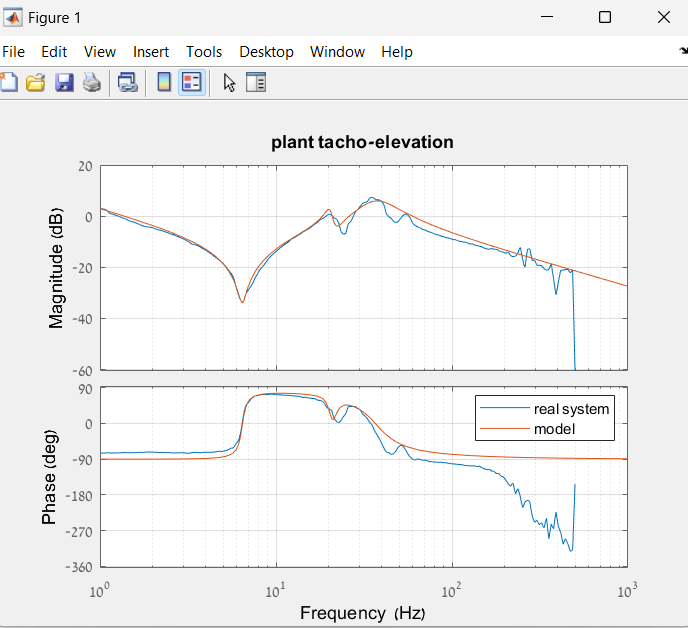 Figure 1
File Edit View Insert Tools Desktop Window Help
plant tacho-elevation
20
0
-20
-40
-60
Magnitude (dB)
90
0
-90
-180
-270
-360
Phase (deg)
real system
model
10^0 10^1 10^2 10^3
Frequency (Hz)